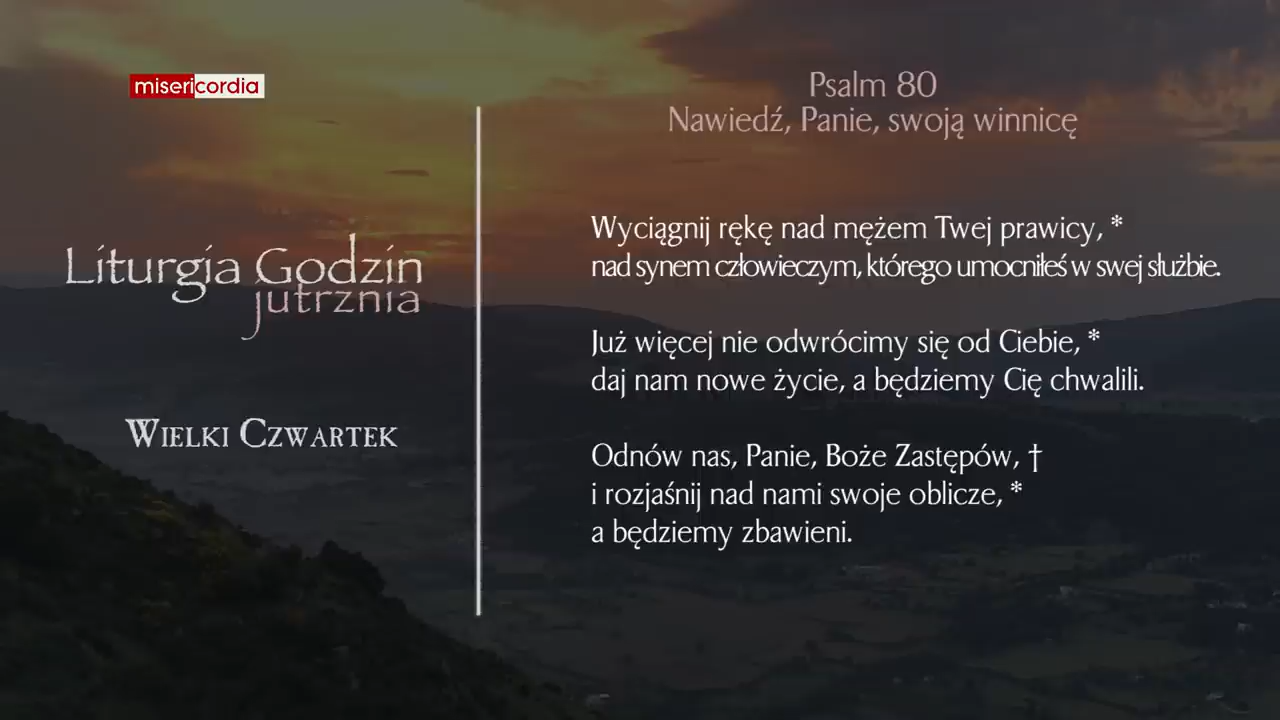 misericordia
Liturgia Godzin
jutrznia
Wielki Czwartek
Psalm 80
Nawiedź, Panie, swoją winnicę
Wyciągnij rękę nad mężem Twej prawicy, *
nad synem człowieczym, którego umocniłeś w swej służbie.
Już więcej nie odwrócimy się od Ciebie, *
daj nam nowe życie, a będziemy Cię chwalili.
Odnów nas, Panie, Boże Zastępów, †
i rozjaśnij nad nami swoje oblicze, *
a będziemy zbawieni.